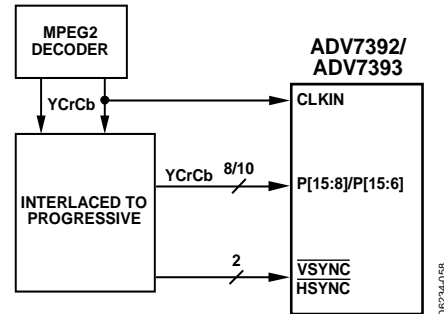 MPEG2
DECODER
YCrCb
ADV7392/
ADV7393
CLKIN
INTERLACED TO
PROGRESSIVE
YCrCb
8/10
P[15:8]/P[15:6]
2
VSYNC
HSYNC
06234-058